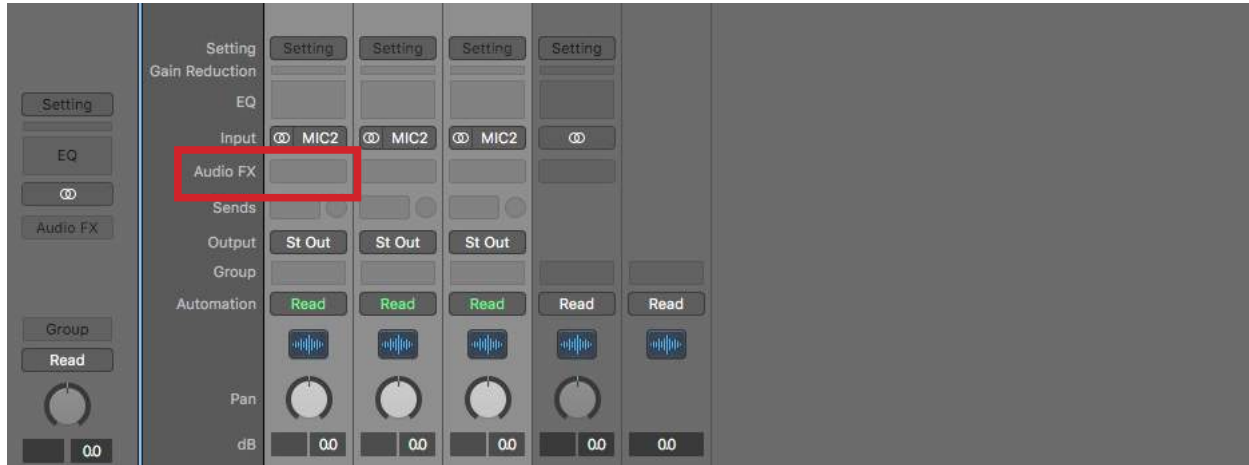 Setting
EQ
Audio FX
Group
Read
0.0
Setting Setting Setting Setting Setting
Gain Reduction
EQ
Input MIC2 MIC2 MIC2
Audio FX
Sends
Output St Out St Out St Out
Group
Automation Read Read Read Read Read
Pan
dB 0.0 0.0 0.0 0.0 0.0